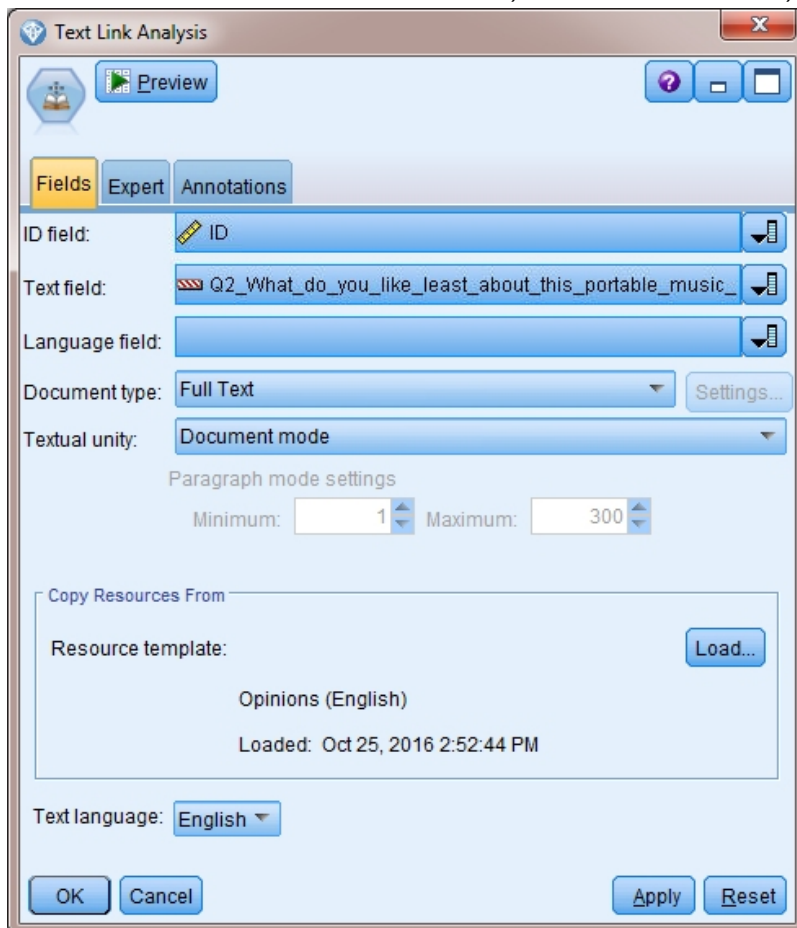 Text Link Analysis
Preview
Fields Expert Annotations
ID field: ID
Text field: Q2_What_do_you_like_least_about_this_portable_music_
Language field:
Document type: Full Text Settings...
Textual unity: Document mode
Paragraph mode settings
Minimum: 1 Maximum: 300
Copy Resources From
Resource template: Load...
Opinions (English)
Loaded: Oct 25, 2016 2:52:44 PM
Text language: English
OK Cancel Apply Reset